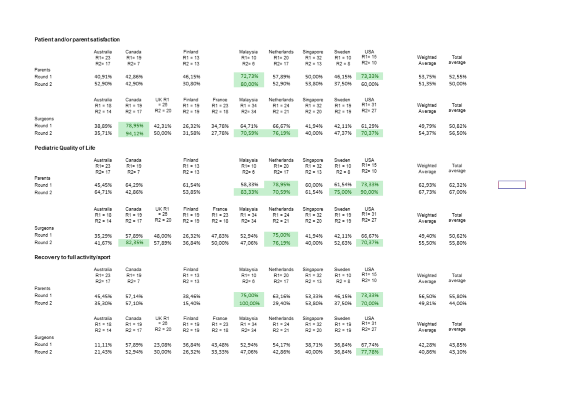 Patient and/or parent satisfaction
Australia Canada Finland Malaysia Netherlands Singapore Sweden USA
R1= 23 R1= 19 R1 = 13 R1= 10 R1= 20 R1 = 15 R1 = 13 R1= 15 Weighted Total
R2= 17 R2= 7 R2 = 13 R2= 6 R2= 17 R2 = 13 R2 = 8 R2= 10 Average average
Parents
Round 1 40,91% 42,86% 46,15% 72,73% 57,89% 50,00% 46,15% 73,33% 53,75% 52,55%
Round 2 52,90% 42,90% 30,80% 80,00% 52,90% 53,80% 37,50% 60,00% 51,35% 50,00%
Australia Canada UK R1 Finland France Malaysia Netherlands Singapore Sweden USA
R1 = 18 R1 = 19 = 28 R1 = 19 R1 = 23 R1 = 34 R1 = 24 R1 = 32 R1 = 19 R1= 31 Weighted Total
R2 = 14 R2 = 17 R2 = 20 R2 = 19 R2 = 18 R2= 34 R2 = 21 R2 = 20 R2 = 19 R2= 27 Average average
Surgeons
Round 1 38,89% 78,95% 42,31% 26,32% 34,78% 64,71% 66,67% 41,94% 42,11% 61,29% 49,79% 50,82%
Round 2 35,71% 94,12% 50,00% 31,58% 27,78% 70,59% 76,19% 40,00% 47,37% 70,37% 54,37% 56,50%
Pediatric Quality of Life
Australia Canada Finland Malaysia Netherlands Singapore Sweden USA
R1= 23 R1= 19 R1 = 13 R1= 10 R1= 20 R1 = 15 R1 = 13 R1= 15 Weighted Total
R2= 17 R2= 7 R2 = 13 R2= 6 R2= 17 R2 = 13 R2 = 8 R2= 10 Average average
Parents
Round 1 45,45% 64,29% 61,54% 58,33% 78,95% 60,00% 61,54% 73,33% 62,93% 62,32%
Round 2 64,71% 42,86% 53,85% 83,33% 70,59% 61,54% 75,00% 90,00% 67,73% 67,00%
Australia Canada UK R1 Finland France Malaysia Netherlands Singapore Sweden USA
R1 = 18 R1 = 19 = 28 R1 = 19 R1 = 23 R1 = 34 R1 = 24 R1 = 32 R1 = 19 R1= 31 Weighted Total
R2 = 14 R2 = 17 R2 = 20 R2 = 19 R2 = 18 R2= 34 R2 = 21 R2 = 20 R2 = 19 R2= 27 Average average
Surgeons
Round 1 35,29% 57,89% 48,00% 26,32% 47,83% 52,94% 75,00% 41,94% 42,11% 66,67% 49,40% 50,62%
Round 2 41,67% 82,35% 57,89% 36,84% 50,00% 47,06% 76,19% 40,00% 52,63% 70,37% 55,50% 55,80%
Recovery to full activity/sport
Australia Canada Finland Malaysia Netherlands Singapore Sweden USA
R1= 23 R1= 19 R1 = 13 R1= 10 R1= 20 R1 = 15 R1 = 13 R1= 15 Weighted Total
R2= 17 R2= 7 R2 = 13 R2= 6 R2= 17 R2 = 13 R2 = 8 R2= 10 Average average
Parents
Round 1 45,45% 57,14% 38,46% 75,00% 63,16% 53,33% 46,15% 73,33% 56,50% 55,80%
Round 2 35,30% 57,10% 15,40% 100,00% 29,40% 53,80% 37,50% 70,00% 49,81% 44,00%
Australia Canada UK R1 Finland France Malaysia Netherlands Singapore Sweden USA
R1 = 18 R1 = 19 = 28 R1 = 19 R1 = 23 R1 = 34 R1 = 24 R1 = 32 R1 = 19 R1= 31 Weighted Total
R2 = 14 R2 = 17 R2 = 20 R2 = 19 R2 = 18 R2= 34 R2 = 21 R2 = 20 R2 = 19 R2= 27 Average average
Surgeons
Round 1 11,11% 57,89% 23,08% 36,84% 43,48% 52,94% 54,17% 38,71% 36,84% 67,74% 42,28% 43,85%
Round 2 21,43% 52,94% 30,00% 26,32% 33,33% 47,06% 42,86% 40,00% 36,84% 77,78% 40,86% 43,10%